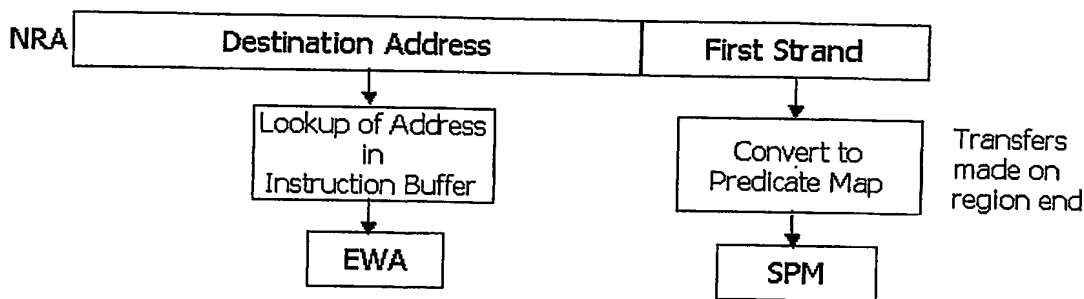 NRA
Destination Address
First Strand
Lookup of Address
in
Instruction Buffer
Convert to
Predicate Map
Transfers
made on
region end
EWA
SPM